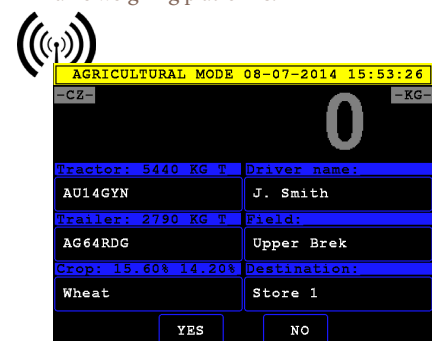 AGRICULTURAL MODE 08-07-2014 15:53:26
-CZ- -KG-
0
Tractor: 5440 KG T Driver name:
AU14GYN J. Smith
Trailer: 2790 KG T Field:
AG64RDG Upper Brek
Crop: 15.60% 14.20% Destination:
Wheat Store 1
YES NO